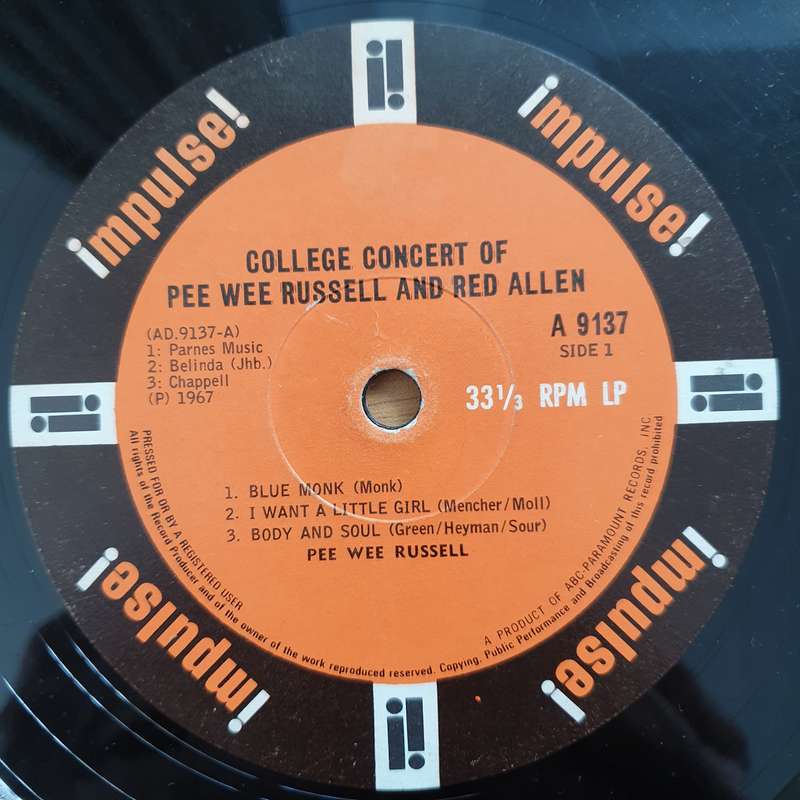 impulse!
impulse!
COLLEGE CONCERT OF
PEE WEE RUSSELL AND RED ALLEN
(AD.9137-A)
1: Parnes Music
2: Belinda (Jhb.)
3: Chappell
(P) 1967
A 9137
SIDE 1
33⅓ RPM LP
1. BLUE MONK (Monk)
2. I WANT A LITTLE GIRL (Mencher/Moll)
3. BODY AND SOUL (Green/Heyman/Sour)
PEE WEE RUSSELL
PRESSED FOR OR BY A REGISTERED USER
All rights of the Record Producer and of the owner of the work reproduced reserved. Copying, Public Performance and Broadcasting of this record prohibited
A PRODUCT OF ABC-PARAMOUNT RECORDS, INC
impulse!
impulse!